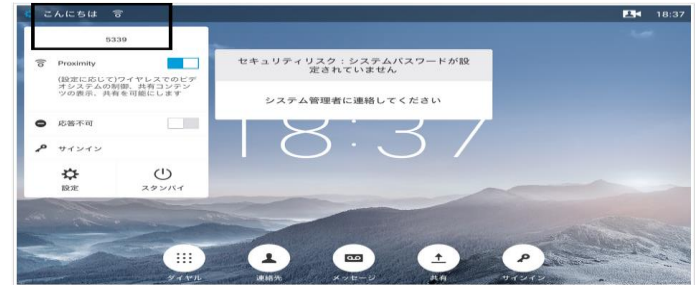 こんにちは
18:37
5339
Proximity
(設定に応じて)ワイヤレスでのビデ
オシステムの制御、共有コンテン
ツの表示、共有を可能にします
応答不可
サインイン
設定
スタンバイ
セキュリティリスク：システムパスワードが設
定されていません
システム管理者に連絡してください
18:37
ダイヤル
連絡先
メッセージ
共有
サインイン